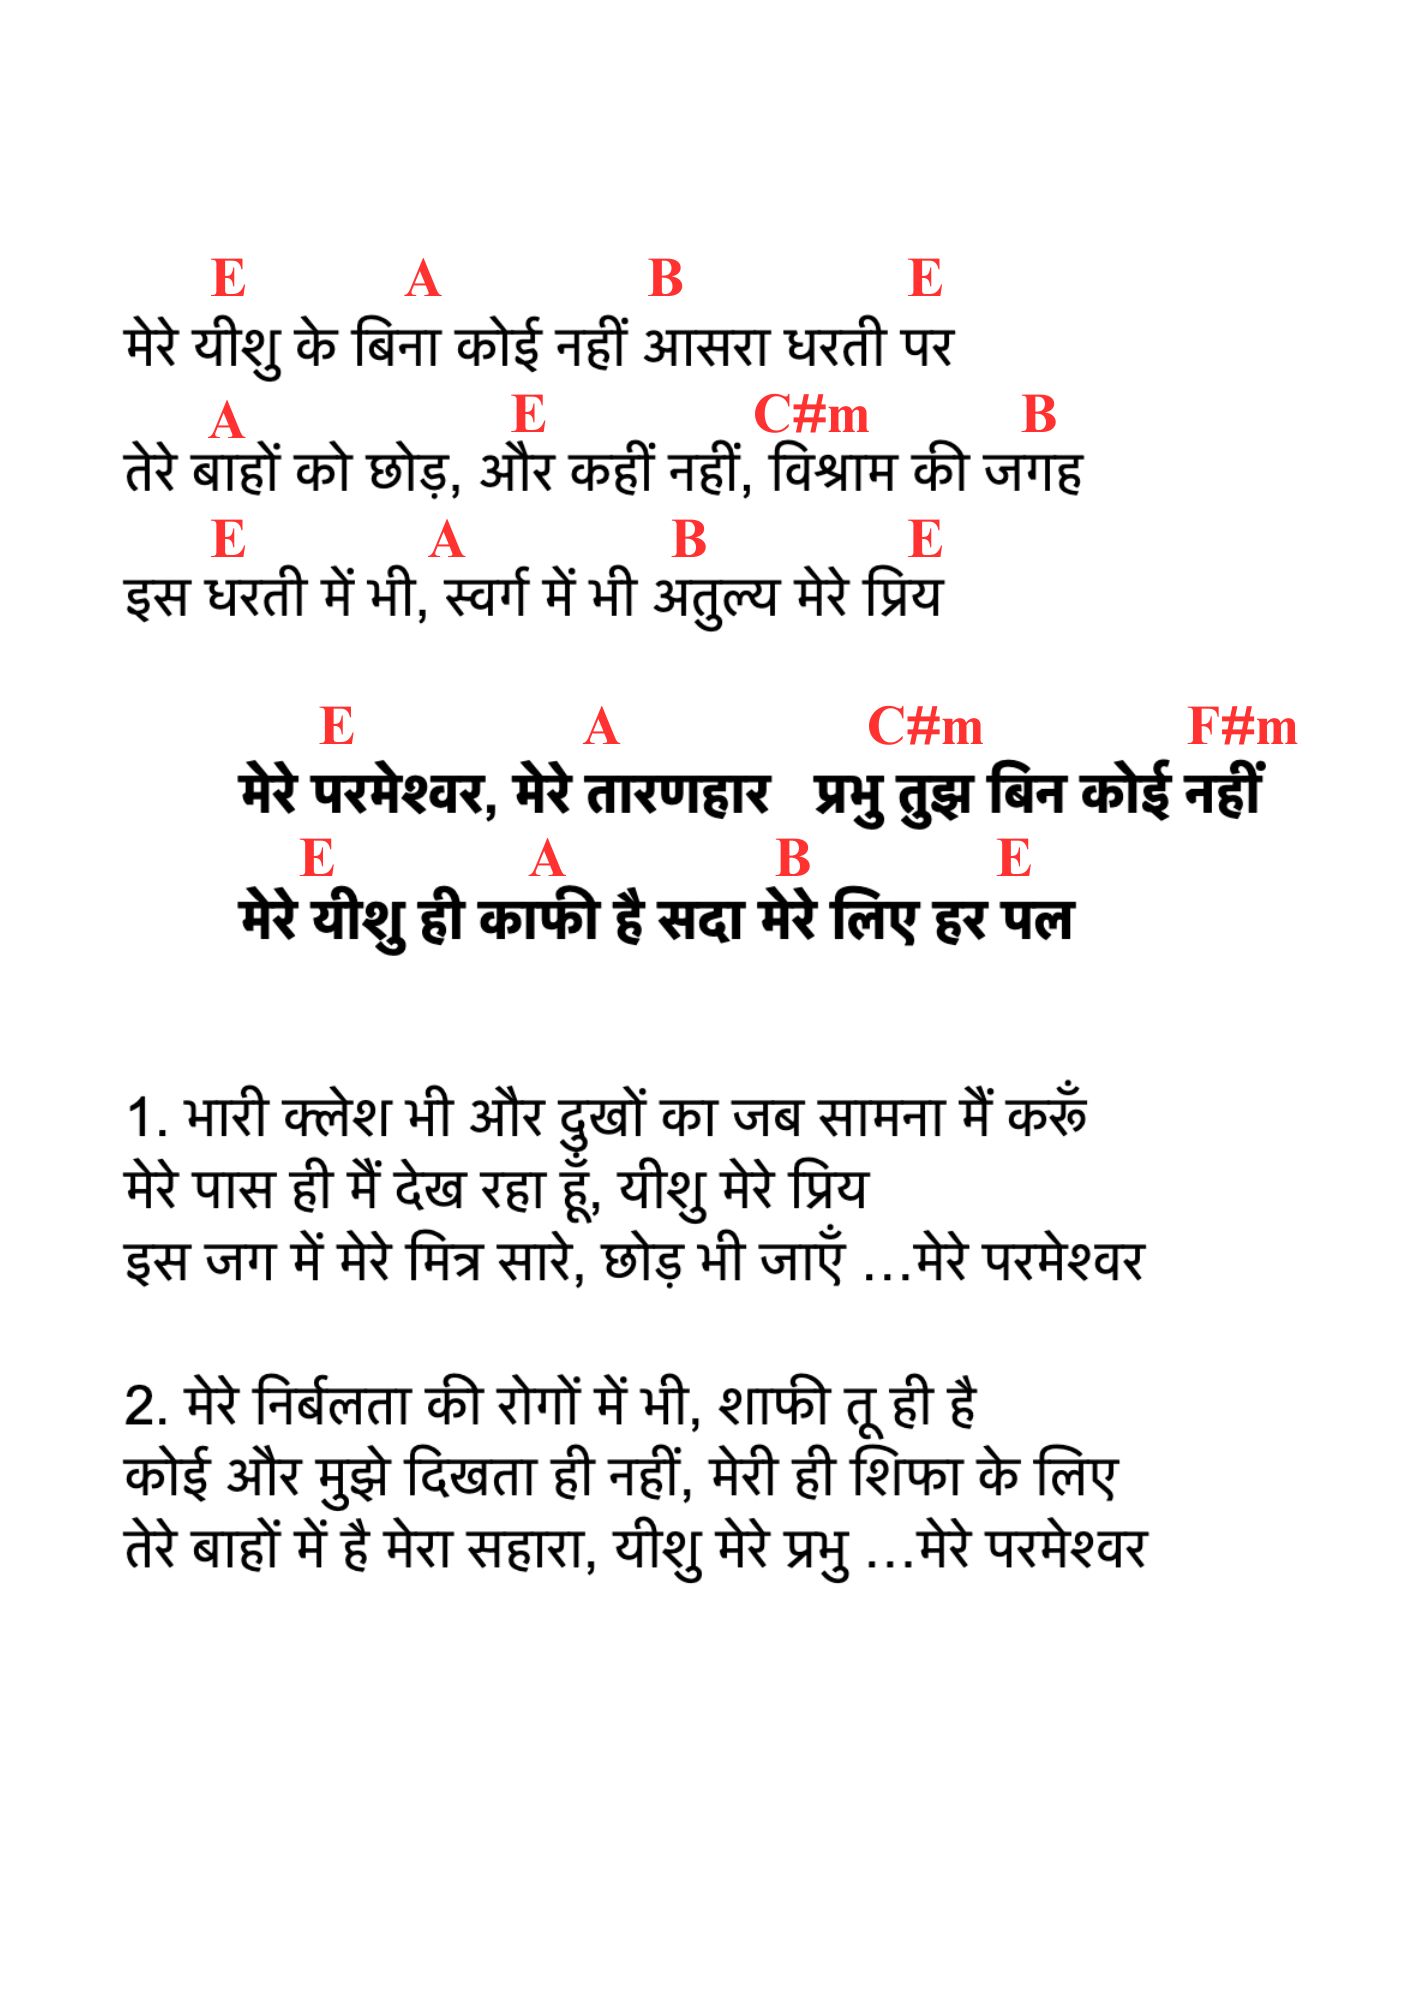 E A B E
मेरे यीशु के बिना कोई नहीं आसरा धरती पर
A E C#m B
तेरे बाहों को छोड़, और कहीं नहीं, विश्राम की जगह
E A B E
इस धरती में भी, स्वर्ग में भी अतुल्य मेरे प्रिय
E A C#m F#m
मेरे परमेश्वर, मेरे तारणहार प्रभु तुझ बिन कोई नहीं
E A B E
मेरे यीशु ही काफी है सदा मेरे लिए हर पल
1. भारी क्लेश भी और दुखों का जब सामना मैं करूँ
मेरे पास ही मैं देख रहा हूँ, यीशु मेरे प्रिय
इस जग में मेरे मित्र सारे, छोड़ भी जाएँ ...मेरे परमेश्वर
2. मेरे निर्बलता की रोगों में भी, शाफी तू ही है
कोई और मुझे दिखता ही नहीं, मेरी ही शिफा के लिए
तेरे बाहों में है मेरा सहारा, यीशु मेरे प्रभु ...मेरे परमेश्वर